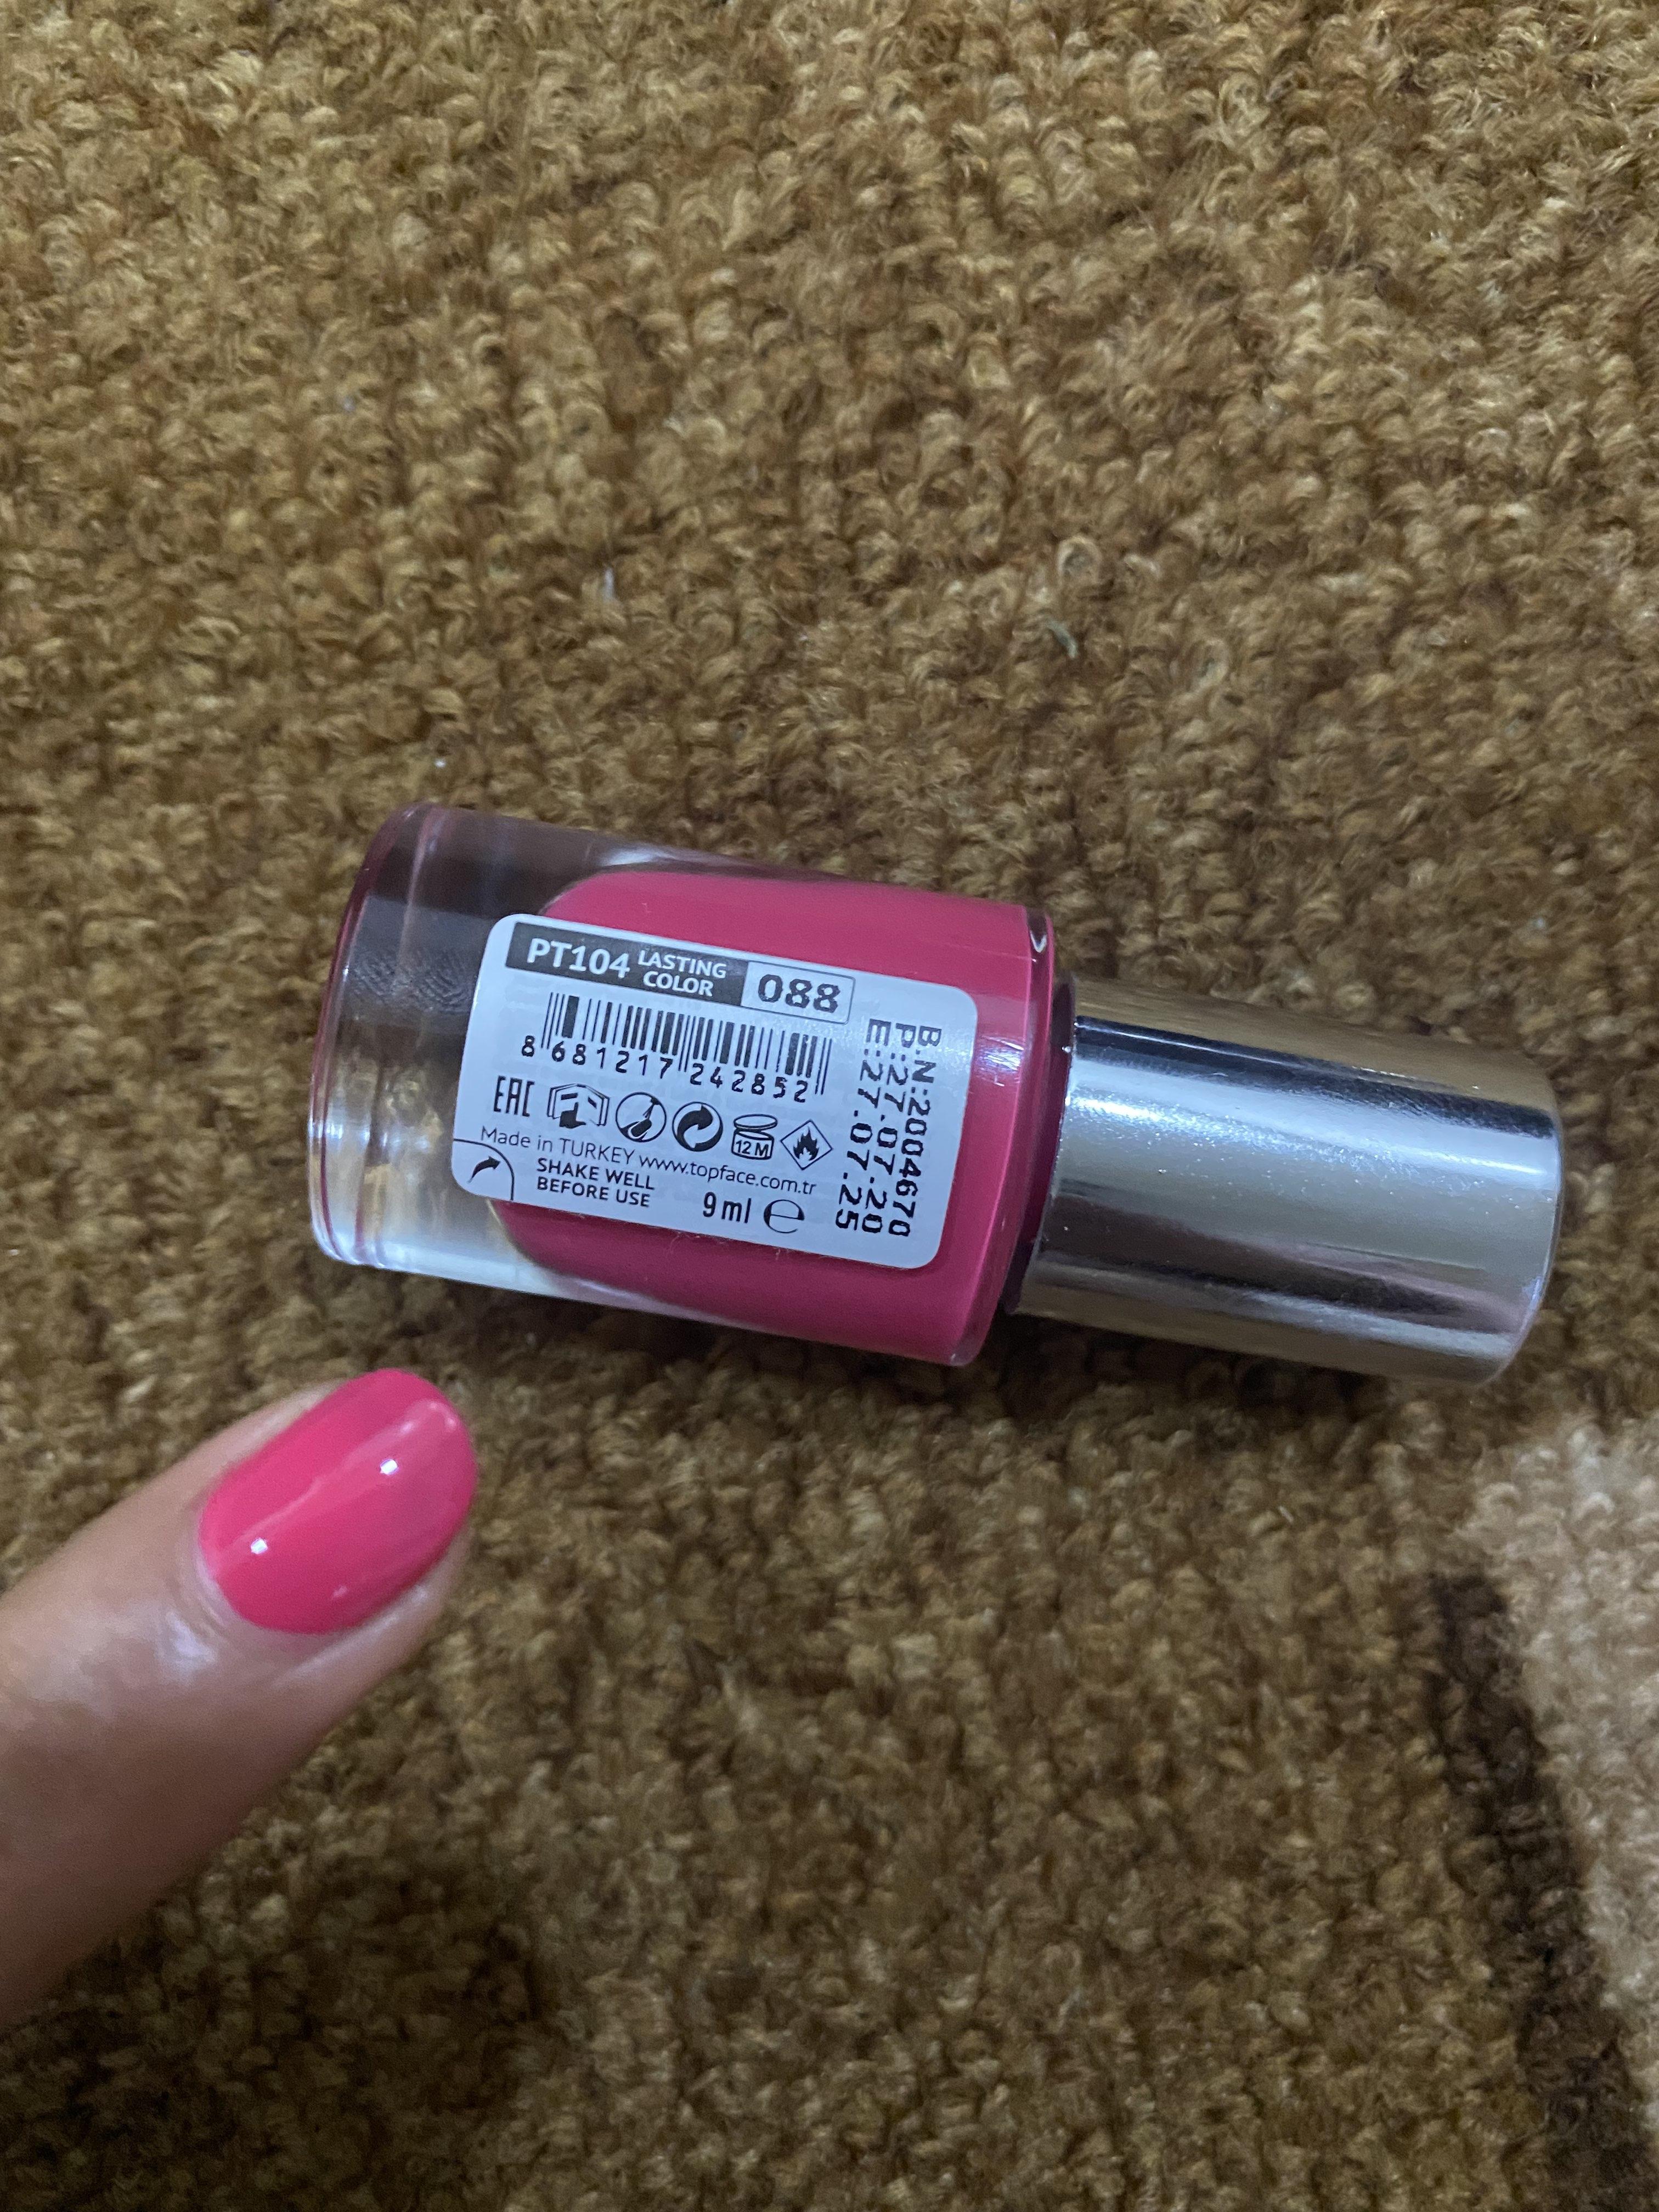 PT104 LASTING COLOR 088
8 681217 242852
EAC
12 M
Made in TURKEY www.topface.com.tr
SHAKE WELL
BEFORE USE
9 ml e
B.N:2004670
P:27.07.20
E:27.07.25